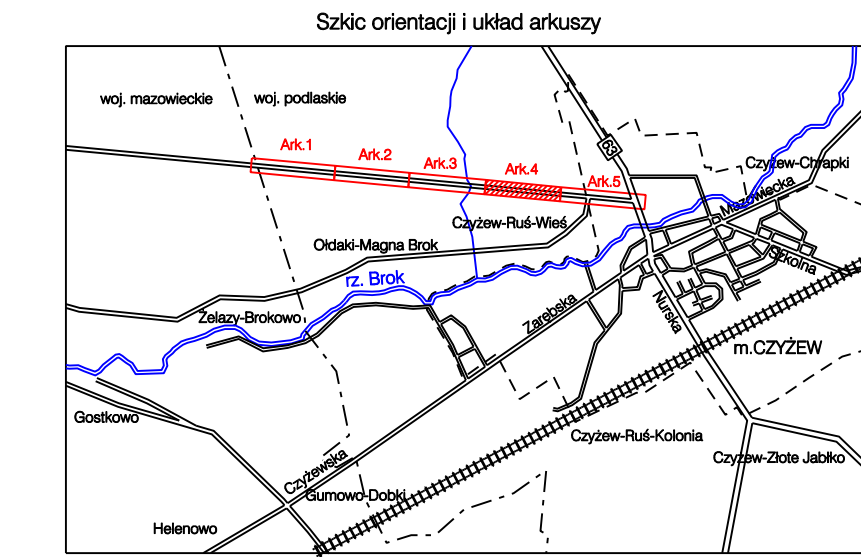 Szkic orientacji i układ arkuszy
woj. mazowieckie
woj. podlaskie
Ark.1
Ark.2
Ark.3
Ark.4
Ark.5
63
Czyżew-Chrapki
Mazowiecka
Czyżew-Ruś-Wieś
Ołdaki-Magna Brok
Szkolna
rz. Brok
Żelazy-Brokowo
Zarębska
Nurska
m.CZYŻEW
Gostkowo
Czyżew-Ruś-Kolonia
Czyżew-Złote Jabłko
Czyżewska
Gumowo-Dobki
Helenowo